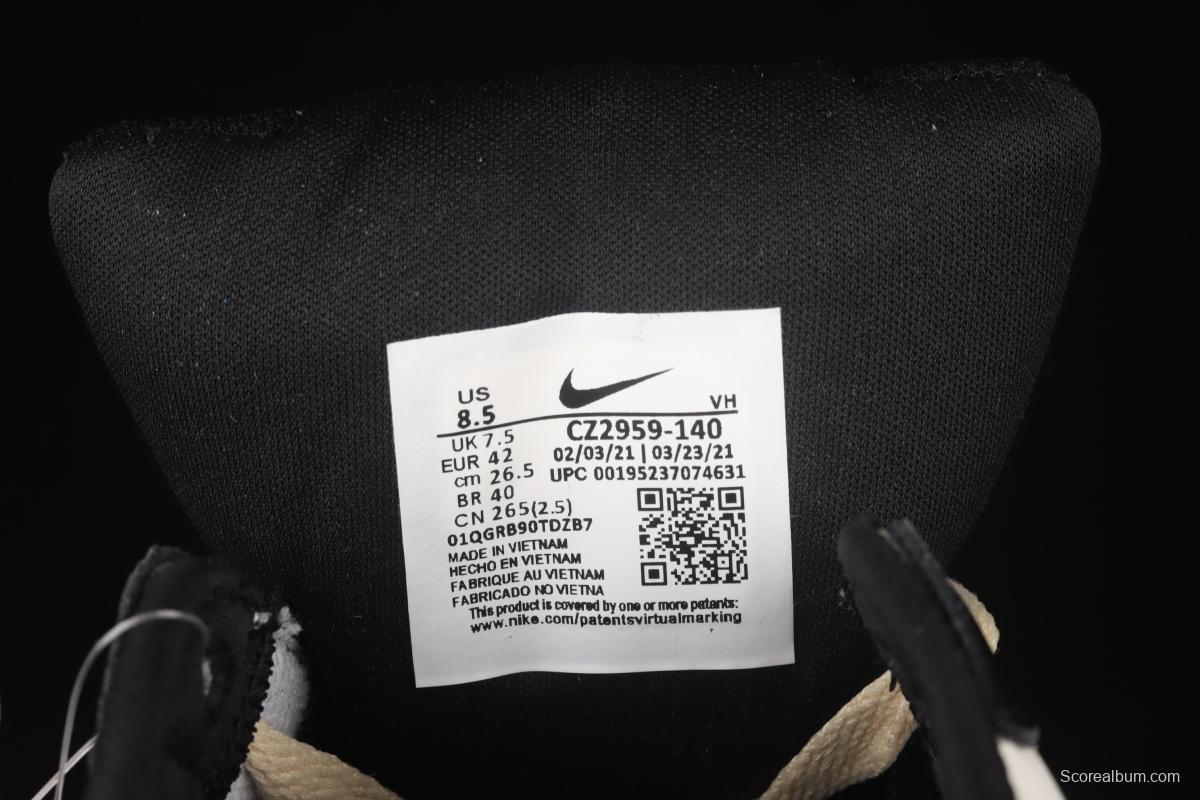 US
8.5
VH
UK 7.5
EUR 42
cm 26.5
BR 40
CN 265(2.5)
CZ2959-140
02/03/21 | 03/23/21
UPC 00195237074631
01QGRB90TDZB7
MADE IN VIETNAM
HECHO EN VIETNAM
FABRIQUE AU VIETNAM
FABRICADO NO VIETNA
This product is covered by one or more patents:
www.nike.com/patentsvirtualmarking
Scorealbum.com